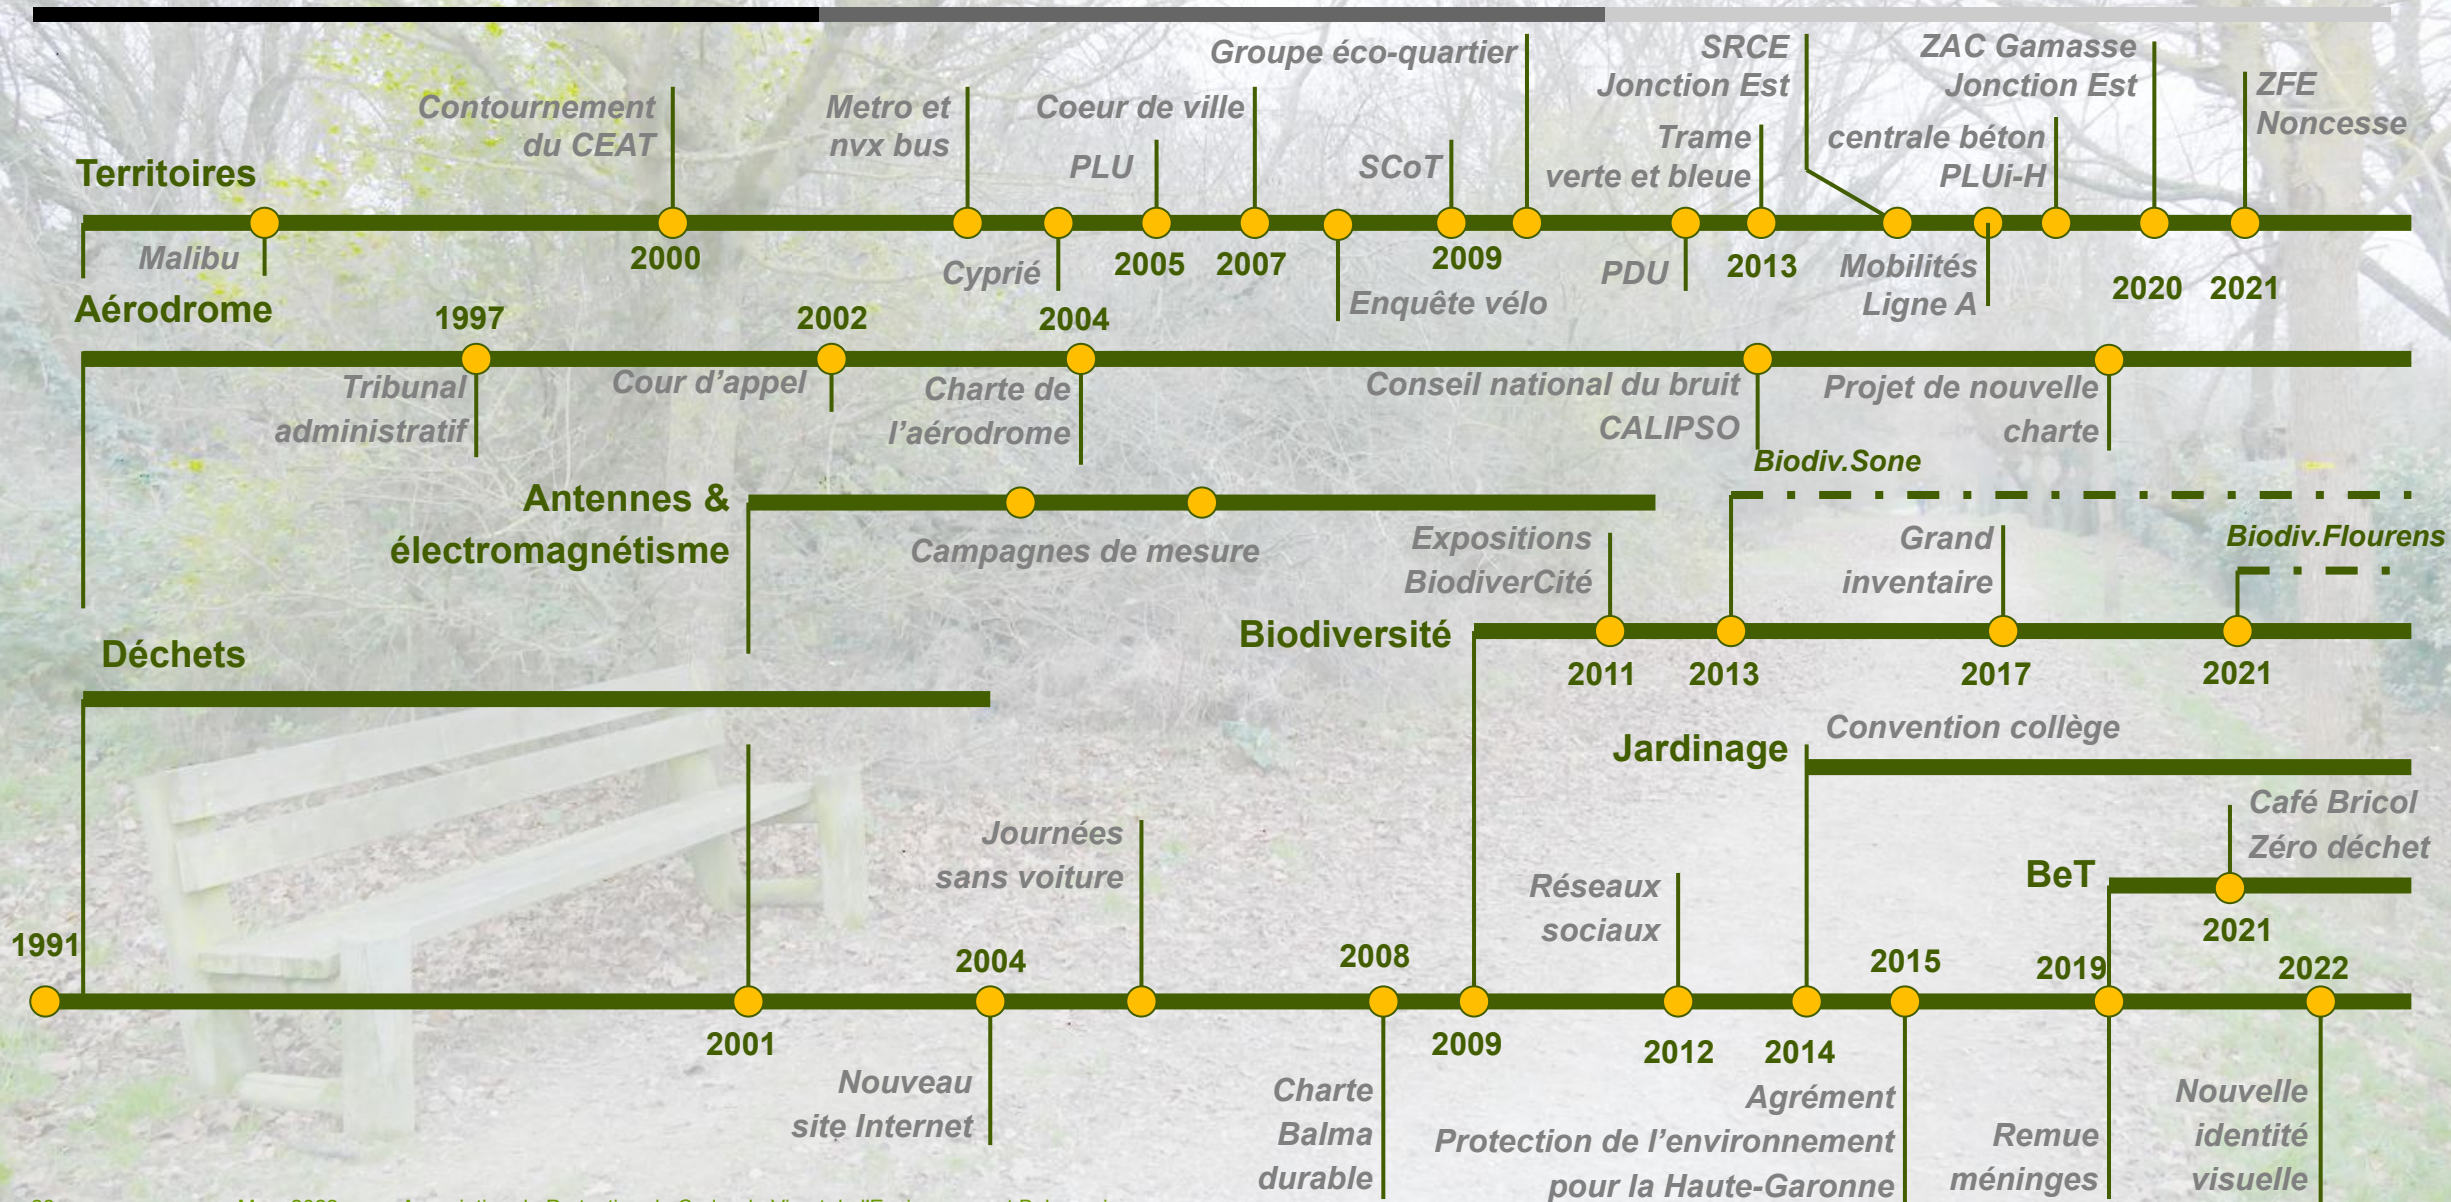 Groupe éco-quartier
SRCE
Jonction Est
ZAC Gamasse
Jonction Est
ZFE
Noncesse
Contournement
du CEAT
Metro et
nvx bus
Coeur de ville
PLU
SCoT
Trame
verte et bleue
centrale béton
PLUi-H
Territoires
Malibu
2000
Cyprié
2005
2007
2009
Enquête vélo
PDU
2013
Mobilités
Ligne A
2020
2021
Aérodrome
1997
2002
2004
Tribunal
administratif
Cour d’appel
Charte de
l’aérodrome
Conseil national du bruit
CALIPSO
Projet de nouvelle
charte
Antennes &
électromagnétisme
Campagnes de mesure
Biodiv.Sone
Biodiv.Flourens
Expositions
BiodiverCité
Grand
inventaire
Biodiversité
2011
2013
2017
2021
Déchets
Jardinage
Convention collège
Café Bricol
Zéro déchet
BeT
2021
Journées
sans voiture
Réseaux
sociaux
1991
2004
2008
2015
2019
2022
2001
2009
2012
2014
Nouveau
site Internet
Charte
Balma
durable
Agrément
Protection de l’environnement
pour la Haute-Garonne
Remue
méninges
Nouvelle
identité
visuelle